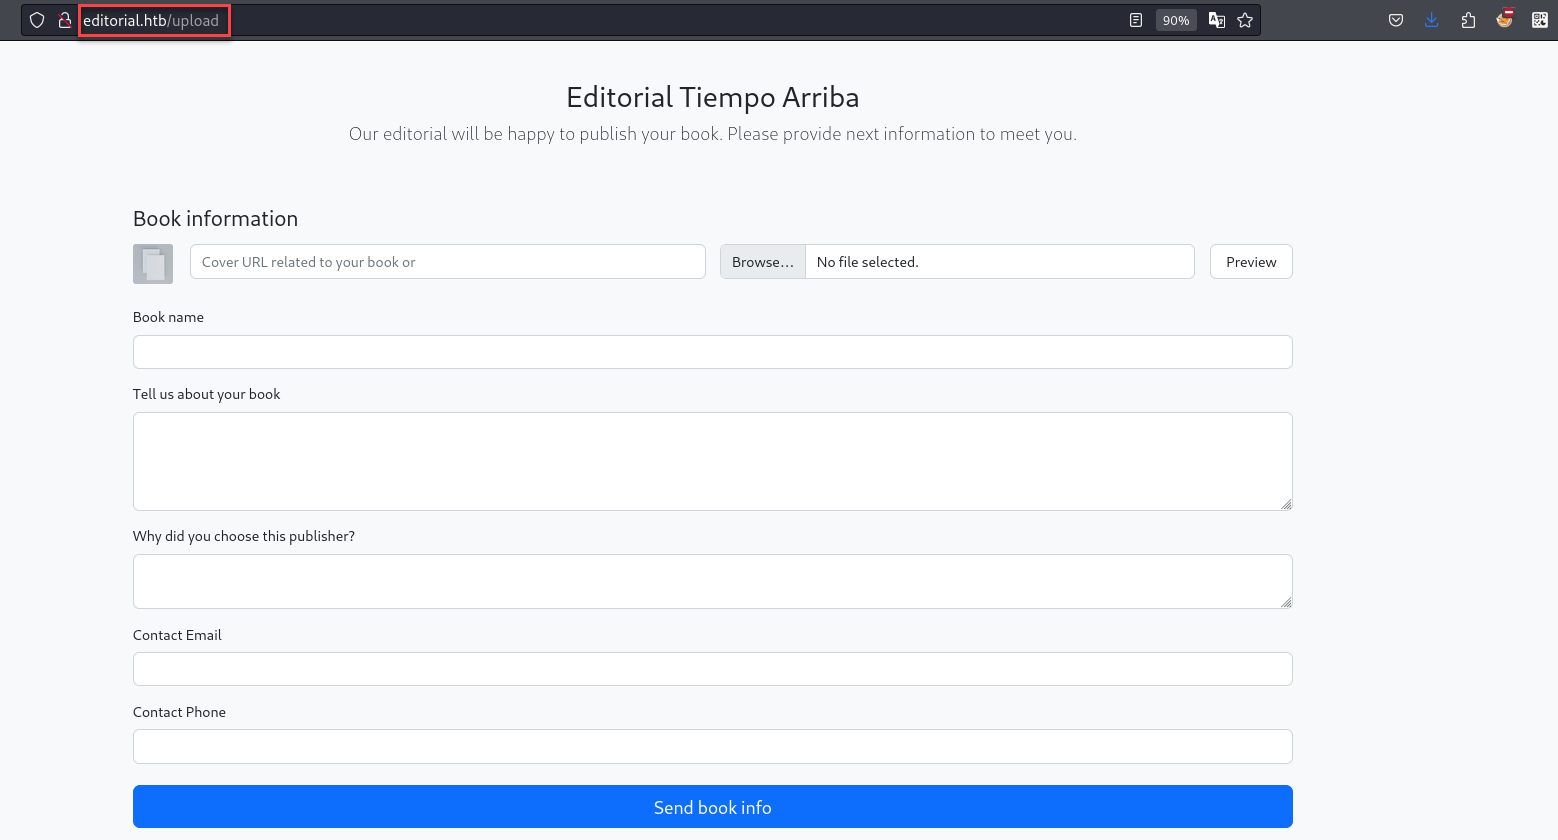 editorial.htb/upload
90%
Editorial Tiempo Arriba
Our editorial will be happy to publish your book. Please provide next information to meet you.
Book information
Cover URL related to your book or
Browse... No file selected.
Preview
Book name
Tell us about your book
Why did you choose this publisher?
Contact Email
Contact Phone
Send book info